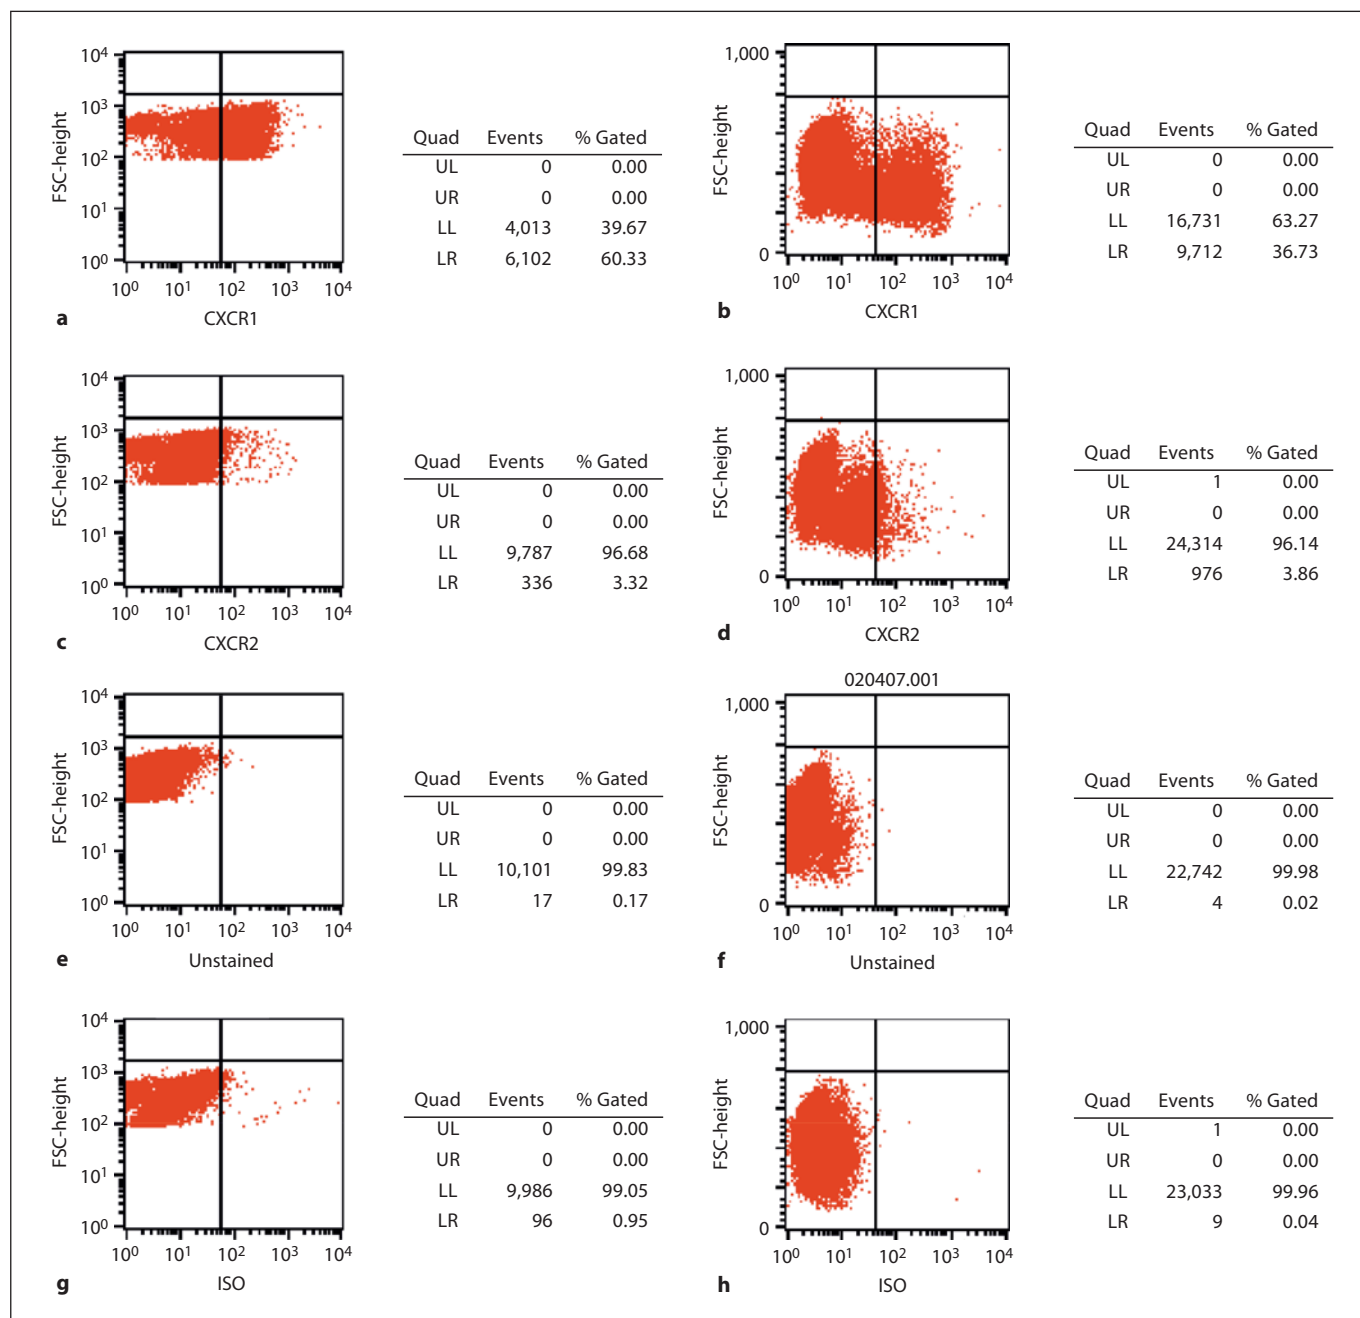 10⁴
10³
10²
10¹
10⁰
FSC-height
10⁰ 10¹ 10² 10³ 10⁴
a
CXCR1
Quad Events % Gated
UL 0 0.00
UR 0 0.00
LL 4,013 39.67
LR 6,102 60.33
1,000
0
FSC-height
10⁰ 10¹ 10² 10³ 10⁴
b
CXCR1
Quad Events % Gated
UL 0 0.00
UR 0 0.00
LL 16,731 63.27
LR 9,712 36.73
10⁴
10³
10²
10¹
10⁰
FSC-height
10⁰ 10¹ 10² 10³ 10⁴
c
CXCR2
Quad Events % Gated
UL 0 0.00
UR 0 0.00
LL 9,787 96.68
LR 336 3.32
1,000
0
FSC-height
10⁰ 10¹ 10² 10³ 10⁴
d
CXCR2
Quad Events % Gated
UL 1 0.00
UR 0 0.00
LL 24,314 96.14
LR 976 3.86
10⁴
10³
10²
10¹
10⁰
FSC-height
10⁰ 10¹ 10² 10³ 10⁴
e
Unstained
Quad Events % Gated
UL 0 0.00
UR 0 0.00
LL 10,101 99.83
LR 17 0.17
020407.001
1,000
0
FSC-height
10⁰ 10¹ 10² 10³ 10⁴
f
Unstained
Quad Events % Gated
UL 0 0.00
UR 0 0.00
LL 22,742 99.98
LR 4 0.02
10⁴
10³
10²
10¹
10⁰
FSC-height
10⁰ 10¹ 10² 10³ 10⁴
g
ISO
Quad Events % Gated
UL 0 0.00
UR 0 0.00
LL 9,986 99.05
LR 96 0.95
1,000
0
FSC-height
10⁰ 10¹ 10² 10³ 10⁴
h
ISO
Quad Events % Gated
UL 1 0.00
UR 0 0.00
LL 23,033 99.96
LR 9 0.04